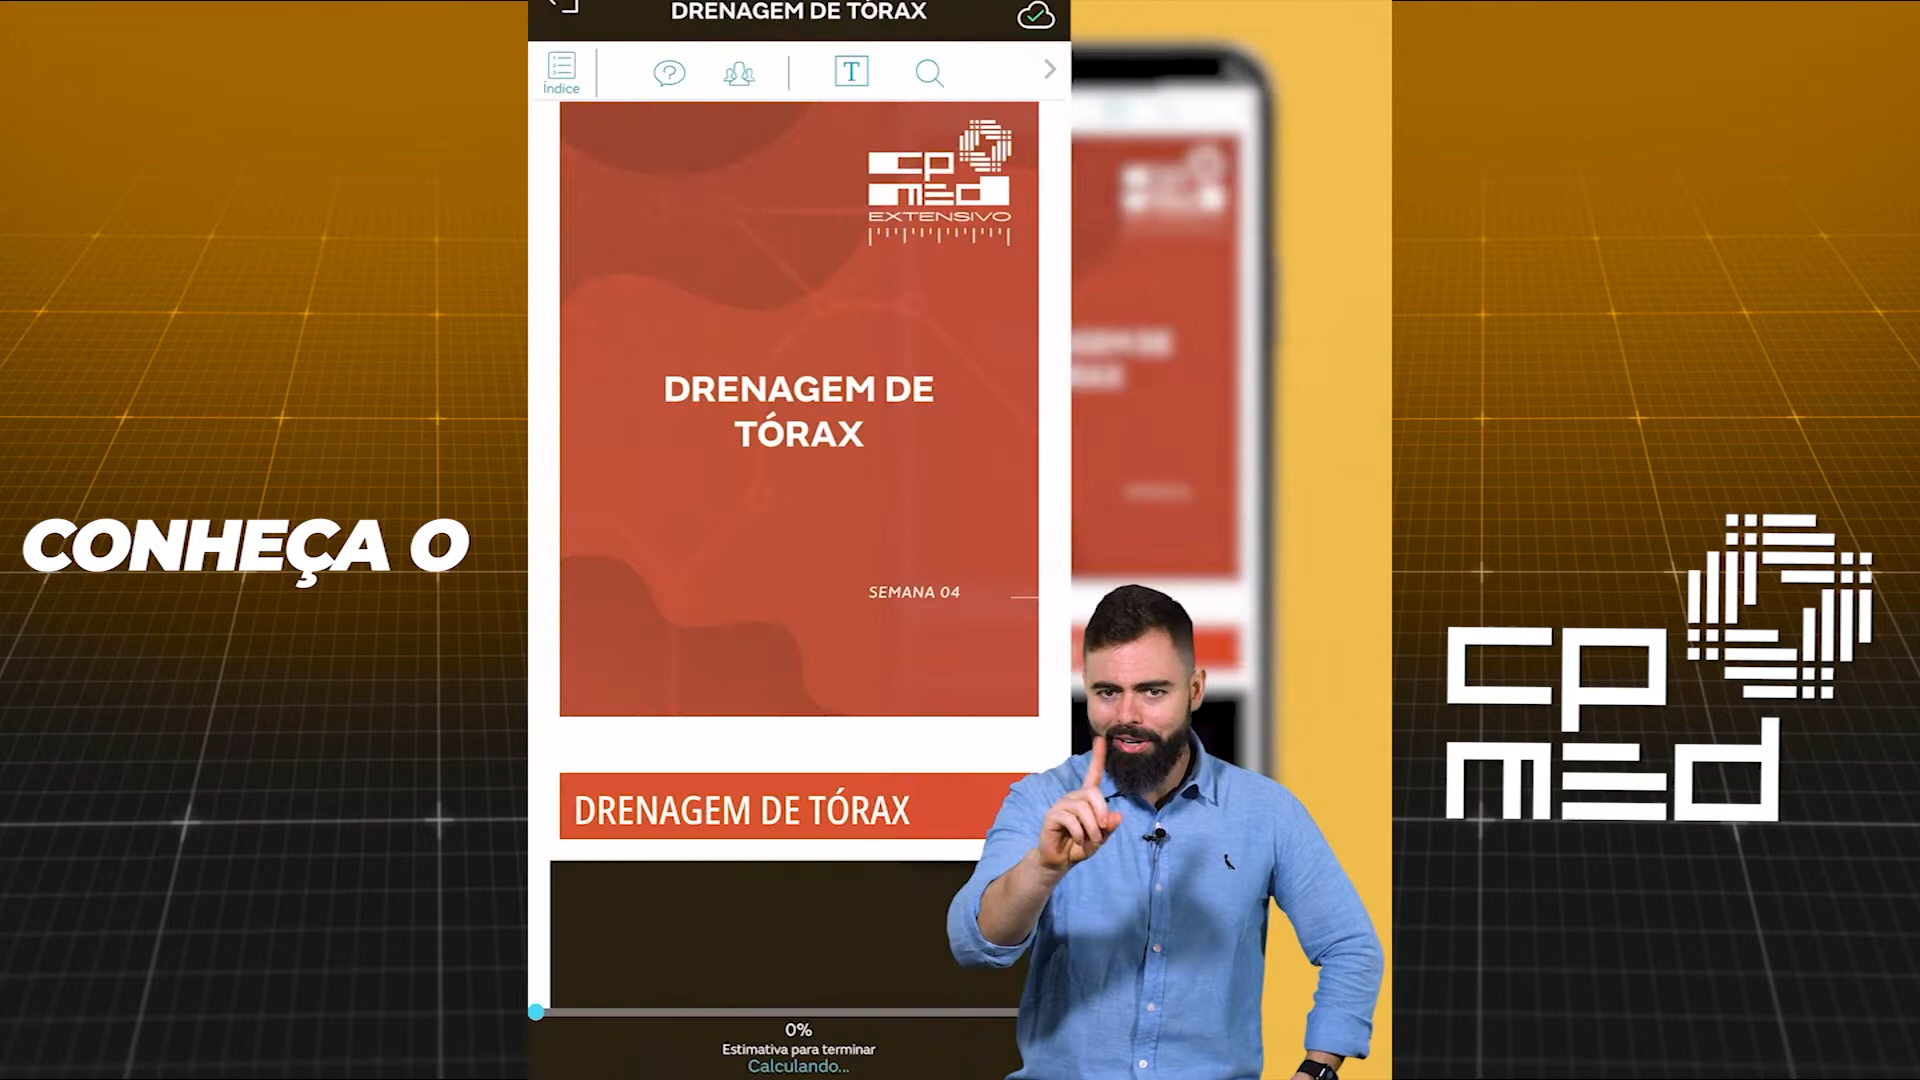 DRENAGEM DE TÓRAX
Índice
cp
med
EXTENSIVO
DRENAGEM DE
TÓRAX
SEMANA 04
DRENAGEM DE TÓRAX
0%
Estimativa para terminar
Calculando...
CONHEÇA O
cp
med